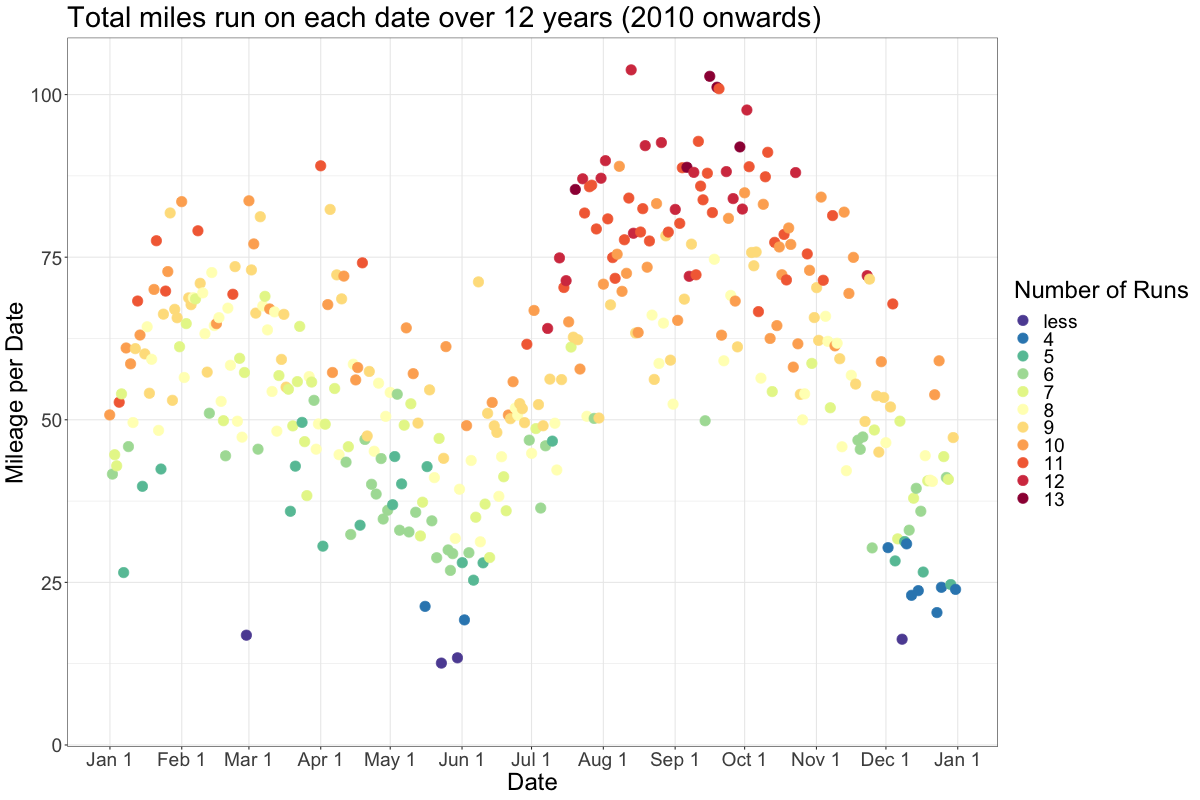 Total miles run on each date over 12 years (2010 onwards)
Mileage per Date
100
75
50
25
0
Jan 1 Feb 1 Mar 1 Apr 1 May 1 Jun 1 Jul 1 Aug 1 Sep 1 Oct 1 Nov 1 Dec 1 Jan 1
Date
Number of Runs
less
4
5
6
7
8
9
10
11
12
13